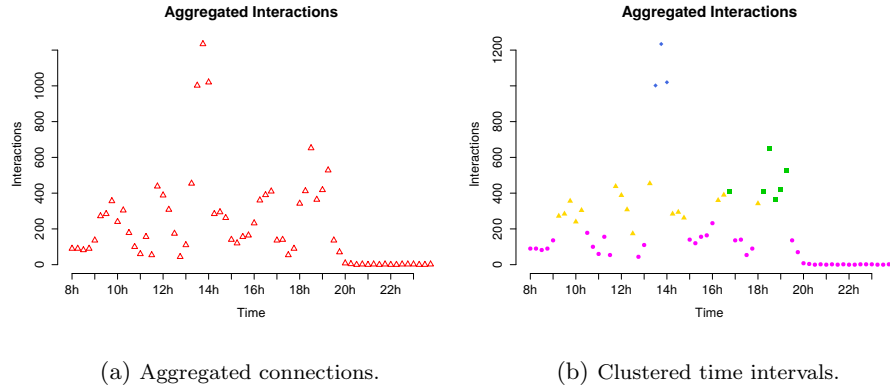 Aggregated Interactions
Interactions
0 200 400 600 800 1000
8h 10h 12h 14h 16h 18h 20h 22h
Time
(a) Aggregated connections.
Aggregated Interactions
Interactions
0 200 400 600 800 1000 1200
8h 10h 12h 14h 16h 18h 20h 22h
Time
(b) Clustered time intervals.